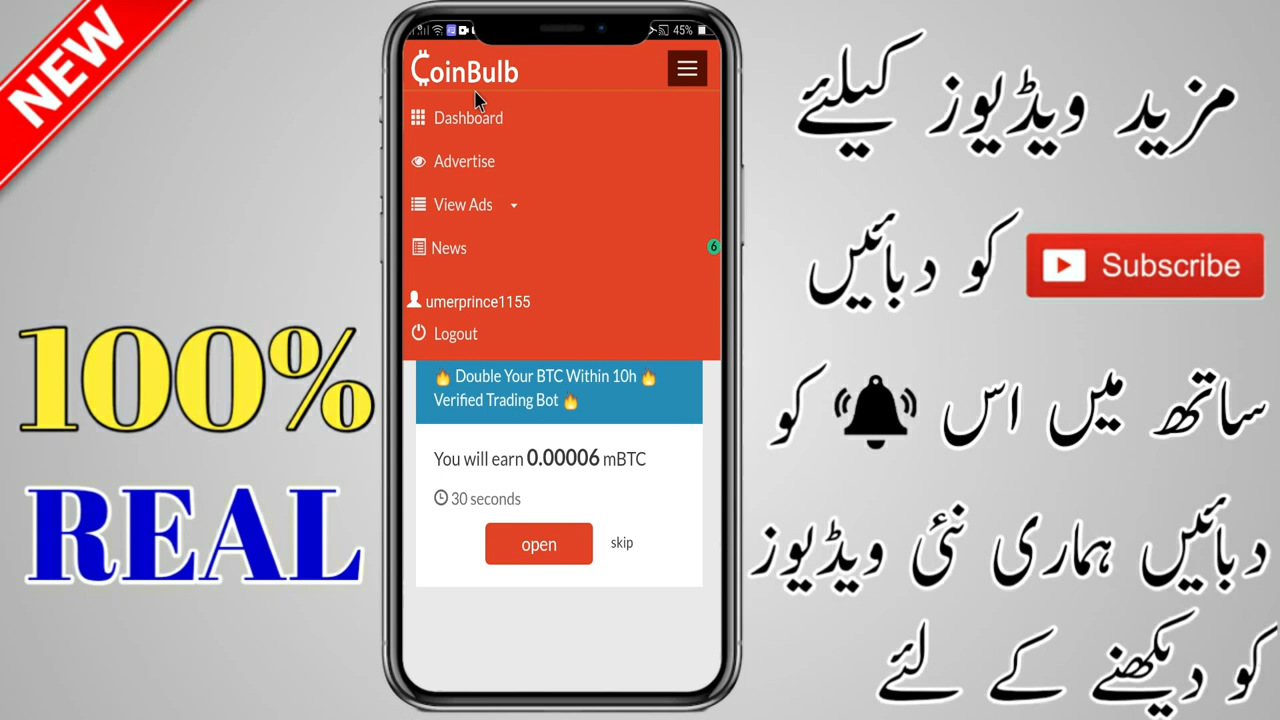 NEW
100%
REAL
45%
CoinBulb
Dashboard
Advertise
View Ads
News
6
umerprince1155
Logout
🔥 Double Your BTC Within 10h 🔥
Verified Trading Bot 🔥
You will earn 0.00006 mBTC
30 seconds
open skip
مزید ویڈیوز کیلئے
Subscribe کو دبائیں
ساتھ میں اس کو
دبائیں ہماری نئی ویڈیوز
کو دیکھنے کے لئے